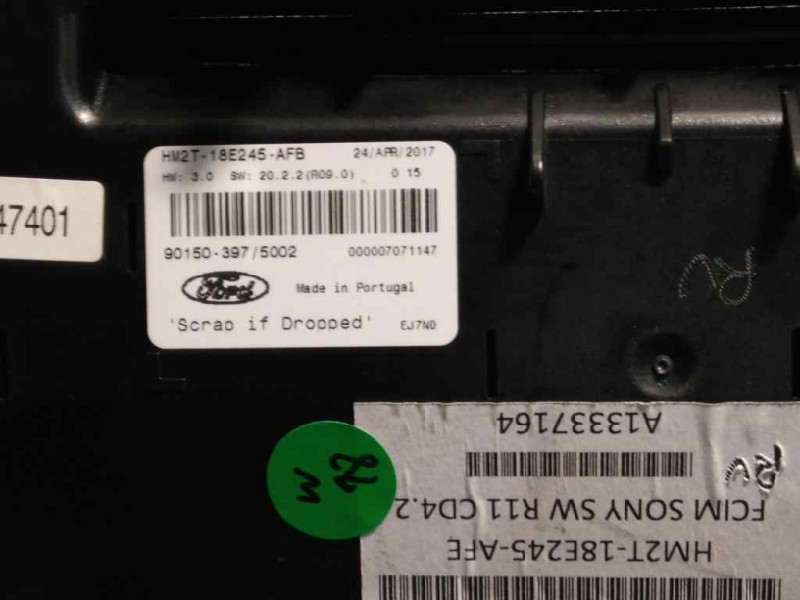 HM2T-18E245-AFB 24/APR/2017
HW: 3.0 SW: 20.2.2(R09.0) 0 15
90150-397/5002 000007071147
Ford Made in Portugal
'Scrap if Dropped' EJ7N0
47401
A13337164
FCIM SONY SW R11 CD4.2
HM2T-18E245-AFE